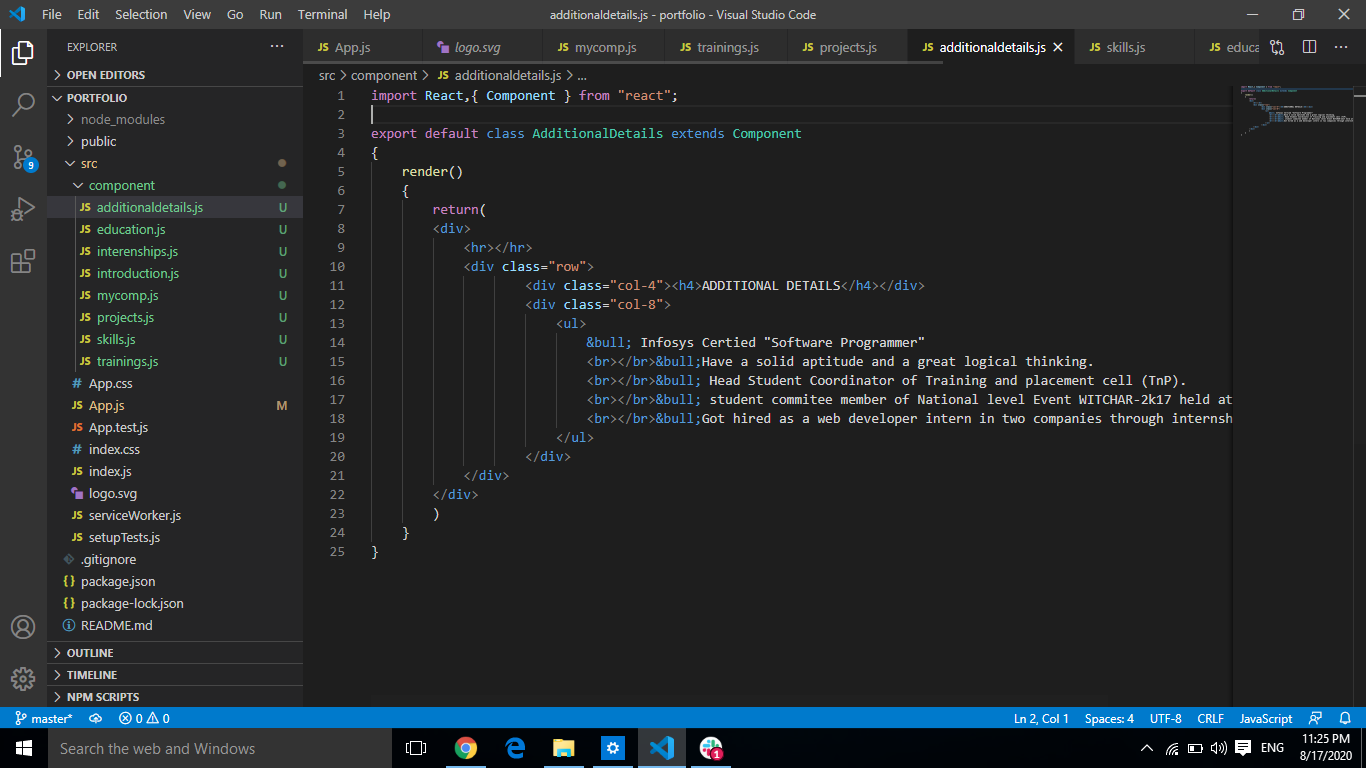 File Edit Selection View Go Run Terminal Help additionaldetails.js - portfolio - Visual Studio Code
EXPLORER
JS App.js logo.svg JS mycomp.js JS trainings.js JS projects.js JS additionaldetails.js JS skills.js JS educa
OPEN EDITORS
src > component > JS additionaldetails.js > ...
PORTFOLIO
node_modules
public
src
component
JS additionaldetails.js U
JS education.js U
JS interenships.js U
JS introduction.js U
JS mycomp.js U
JS projects.js U
JS skills.js U
JS trainings.js U
# App.css
JS App.js M
JS App.test.js
# index.css
JS index.js
logo.svg
JS serviceWorker.js
JS setupTests.js
.gitignore
{} package.json
{} package-lock.json
README.md
OUTLINE
TIMELINE
NPM SCRIPTS
9
1 import React,{ Component } from "react";
2
3 export default class AdditionalDetails extends Component
4 {
5 render()
6 {
7 return(
8 <div>
9 <hr></hr>
10 <div class="row">
11 <div class="col-4"><h4>ADDITIONAL DETAILS</h4></div>
12 <div class="col-8">
13 <ul>
14 &bull; Infosys Certied "Software Programmer"
15 <br></br>&bull;Have a solid aptitude and a great logical thinking.
16 <br></br>&bull; Head Student Coordinator of Training and placement cell (TnP).
17 <br></br>&bull; student commitee member of National level Event WITCHAR-2k17 held at
18 <br></br>&bull;Got hired as a web developer intern in two companies through internsh
19 </ul>
20 </div>
21 </div>
22 </div>
23 )
24 }
25 }
master* 0 0 Ln 2, Col 1 Spaces: 4 UTF-8 CRLF JavaScript
Search the web and Windows
1
ENG
11:25 PM
8/17/2020